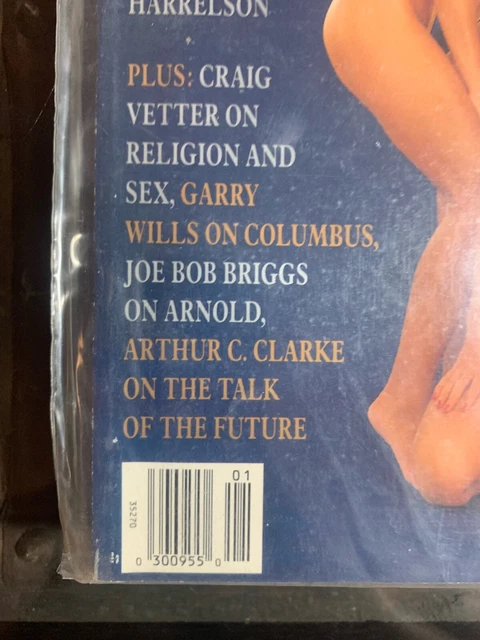 HARRELSON
PLUS: CRAIG
VETTER ON
RELIGION AND
SEX, GARRY
WILLS ON COLUMBUS,
JOE BOB BRIGGS
ON ARNOLD,
ARTHUR C. CLARKE
ON THE TALK
OF THE FUTURE
01
35270
0 300955 0